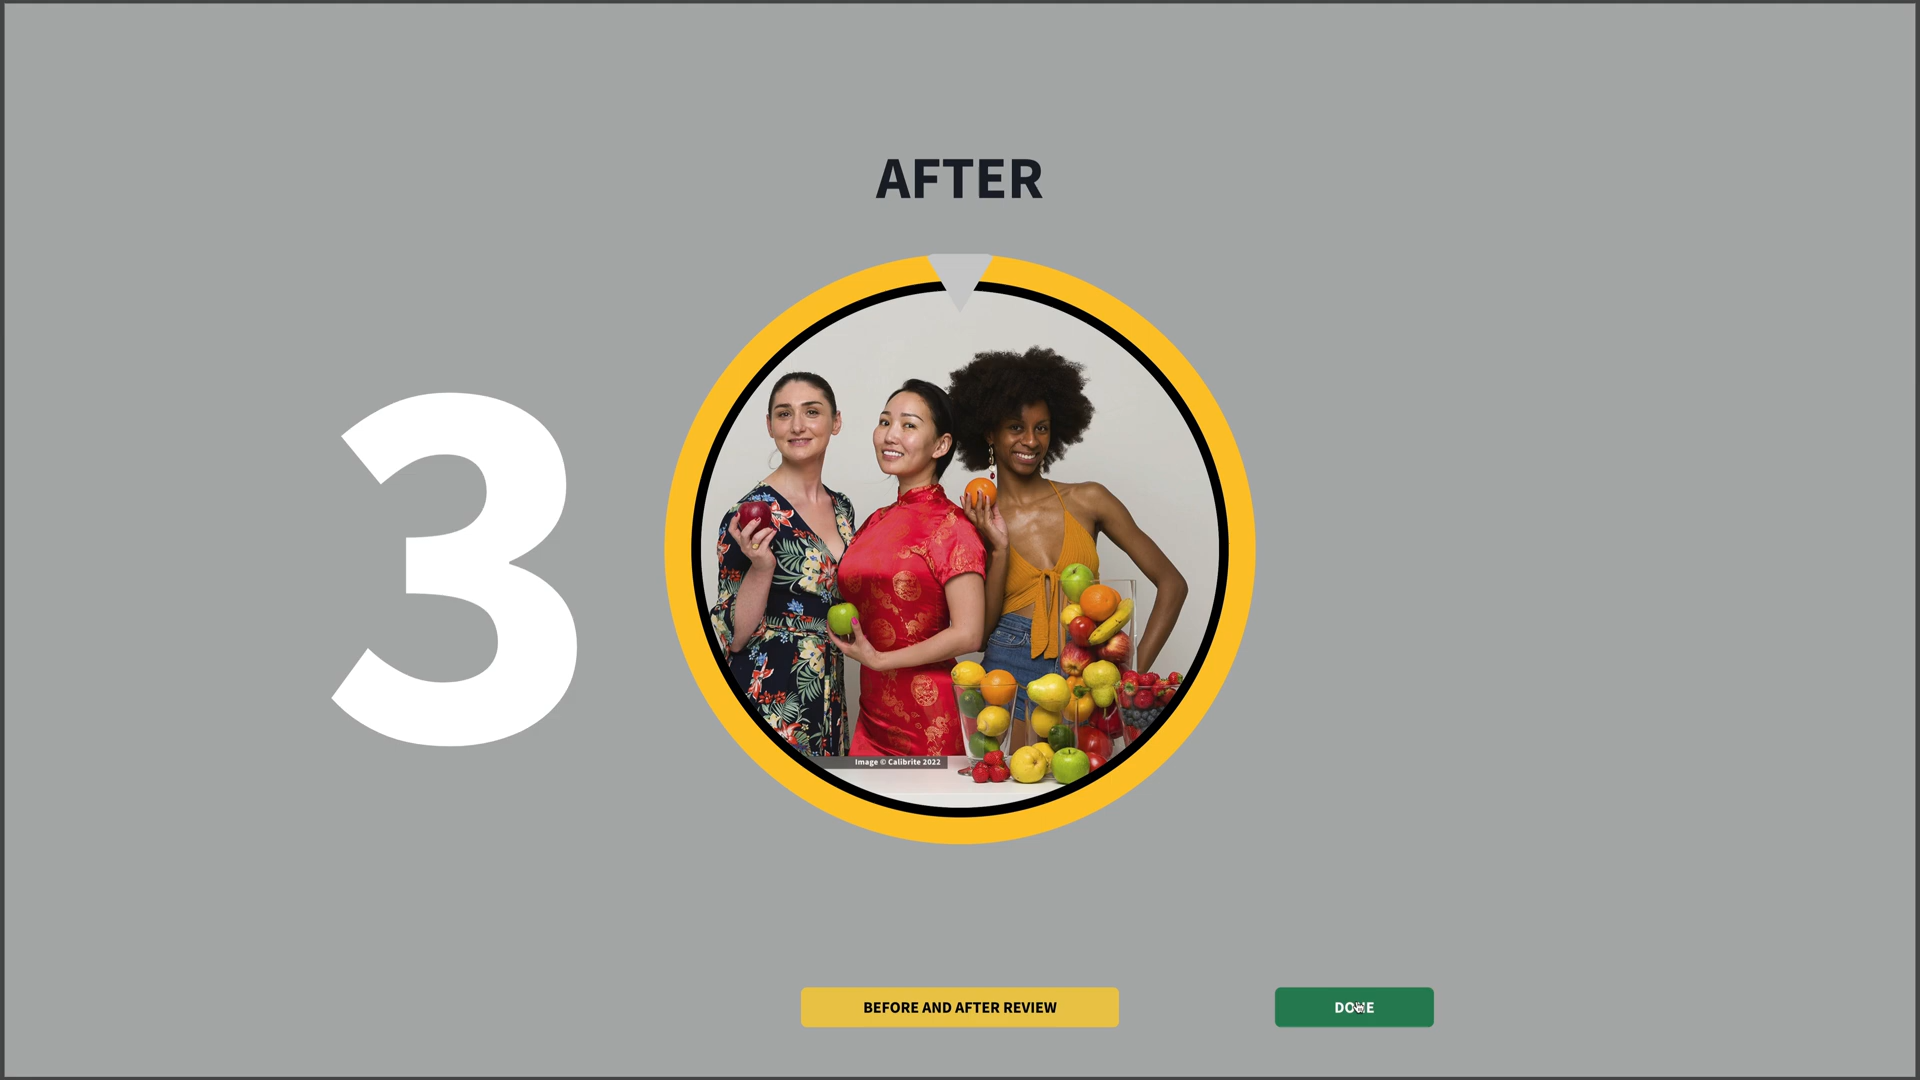 AFTER
3
Image © Calibrite 2022
BEFORE AND AFTER REVIEW
DONE